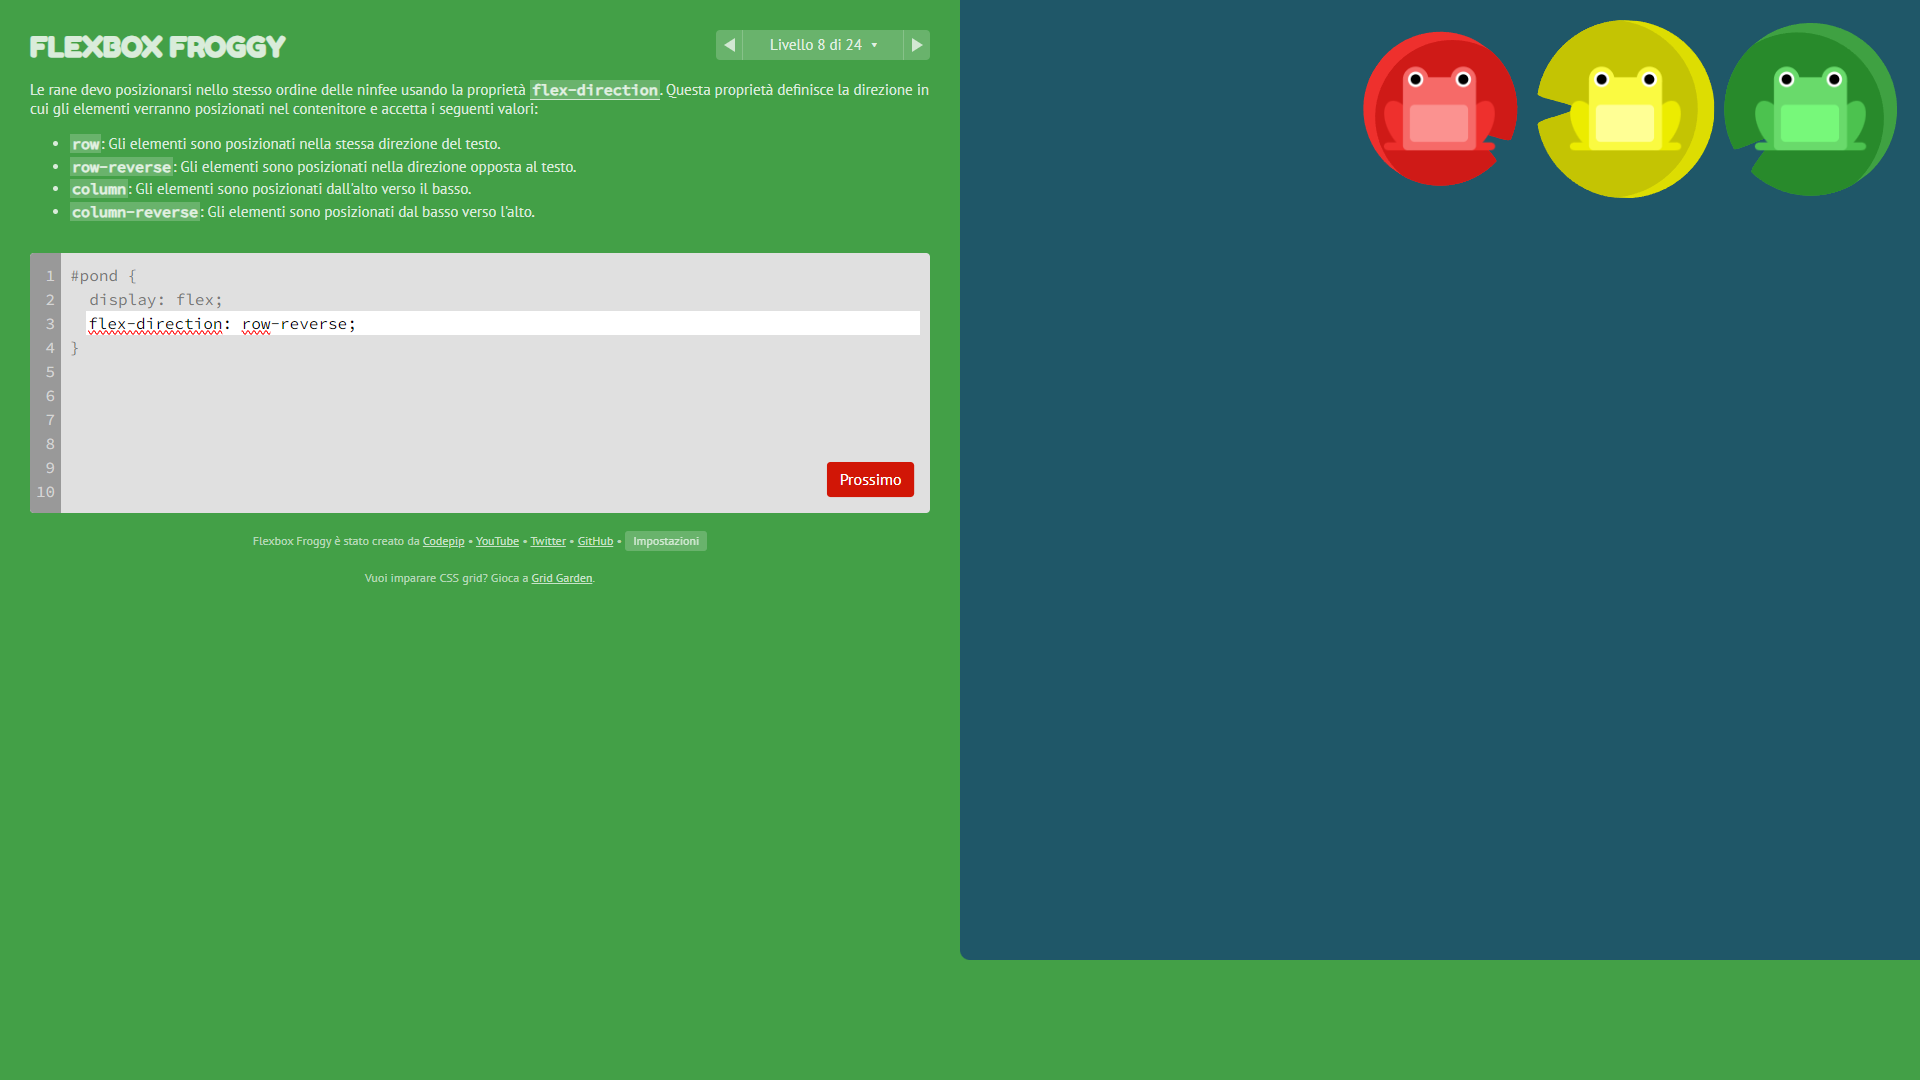 FLEXBOX FROGGY
Livello 8 di 24 ▾
Le rane devo posizionarsi nello stesso ordine delle ninfee usando la proprietà flex-direction. Questa proprietà definisce la direzione in
cui gli elementi verranno posizionati nel contenitore e accetta i seguenti valori:
• row: Gli elementi sono posizionati nella stessa direzione del testo.
• row-reverse: Gli elementi sono posizionati nella direzione opposta al testo.
• column: Gli elementi sono posizionati dall'alto verso il basso.
• column-reverse: Gli elementi sono posizionati dal basso verso l'alto.
1 #pond {
2 display: flex;
3 flex-direction: row-reverse;
4 }
5
6
7
8
9
10
Prossimo
Flexbox Froggy è stato creato da Codepip • YouTube • Twitter • GitHub • Impostazioni
Vuoi imparare CSS grid? Gioca a Grid Garden.